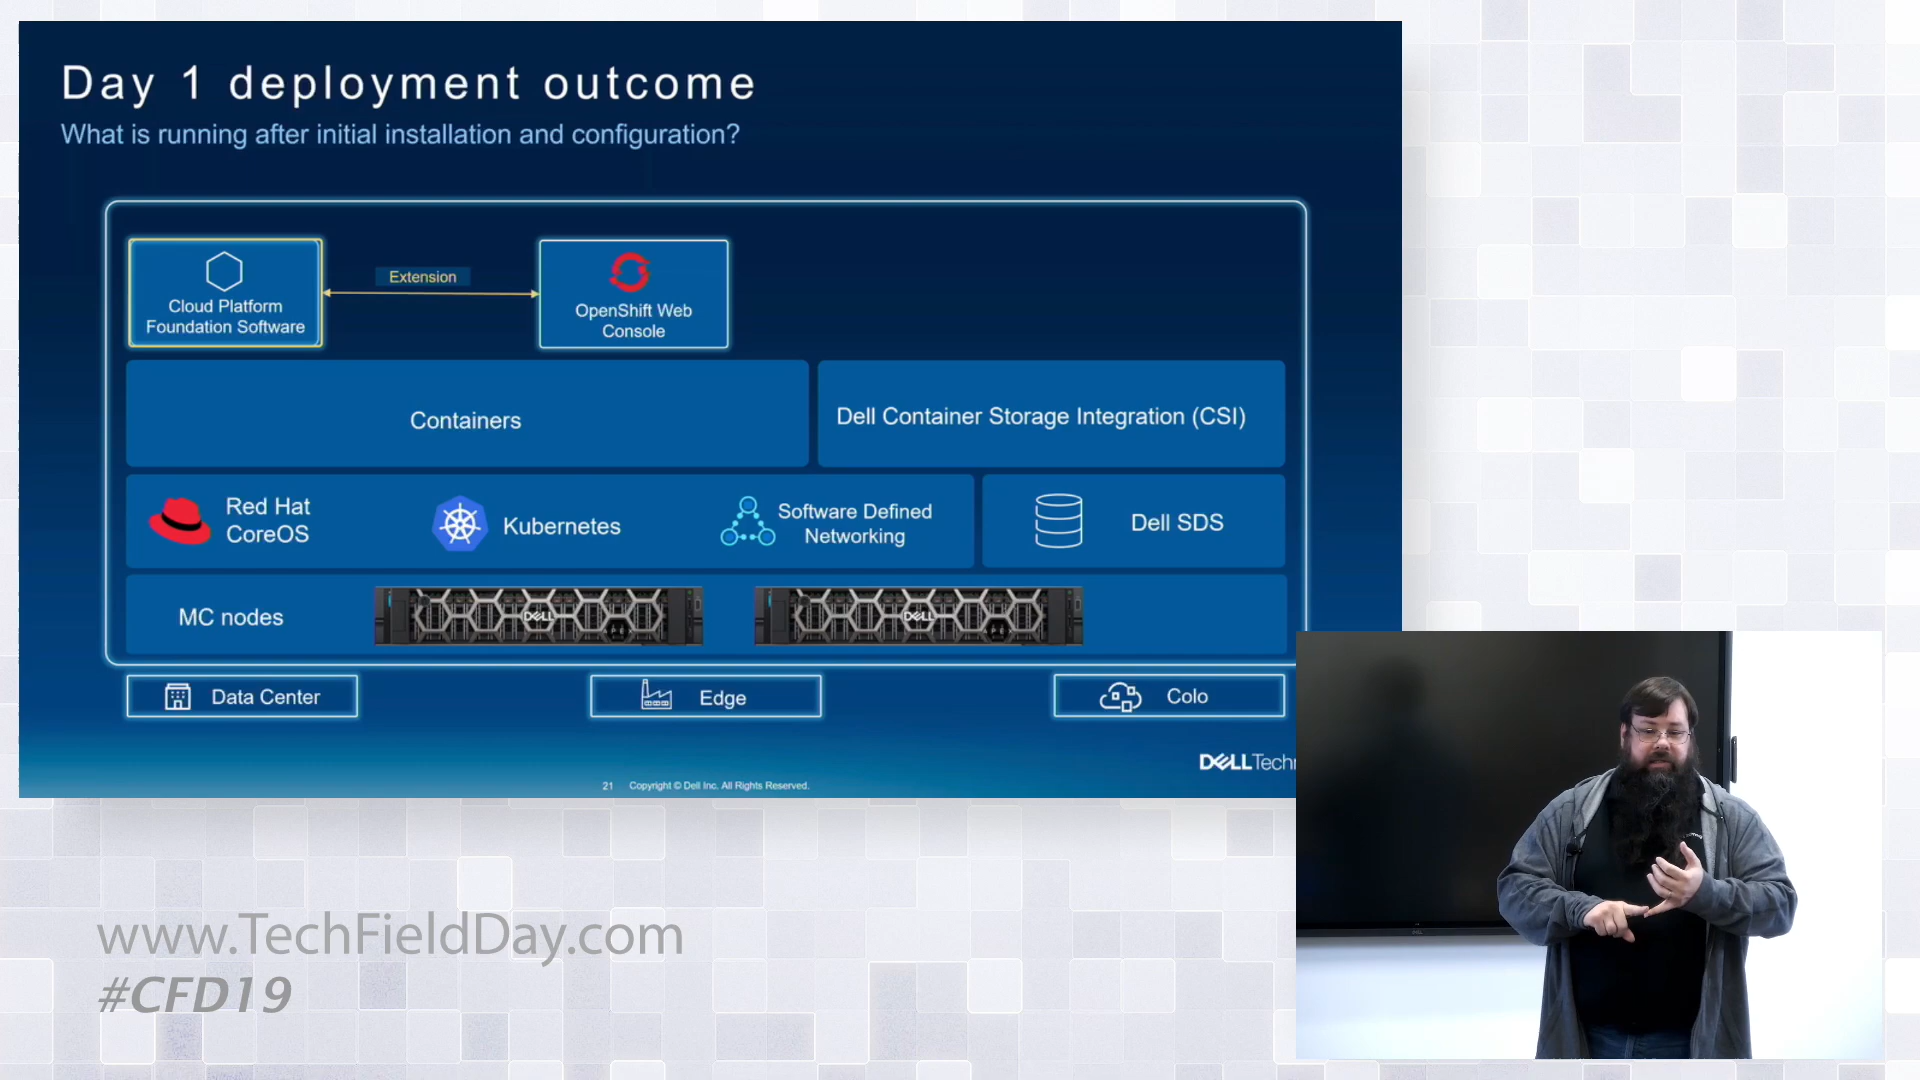 Day 1 deployment outcome
What is running after initial installation and configuration?
Cloud Platform
Foundation Software
Extension
OpenShift Web
Console
Containers
Dell Container Storage Integration (CSI)
Red Hat
CoreOS
Kubernetes
Software Defined
Networking
Dell SDS
MC nodes
DELL
DELL
Data Center
Edge
Colo
DELLTech
21 Copyright © Dell Inc. All Rights Reserved.
www.TechFieldDay.com
#CFD19